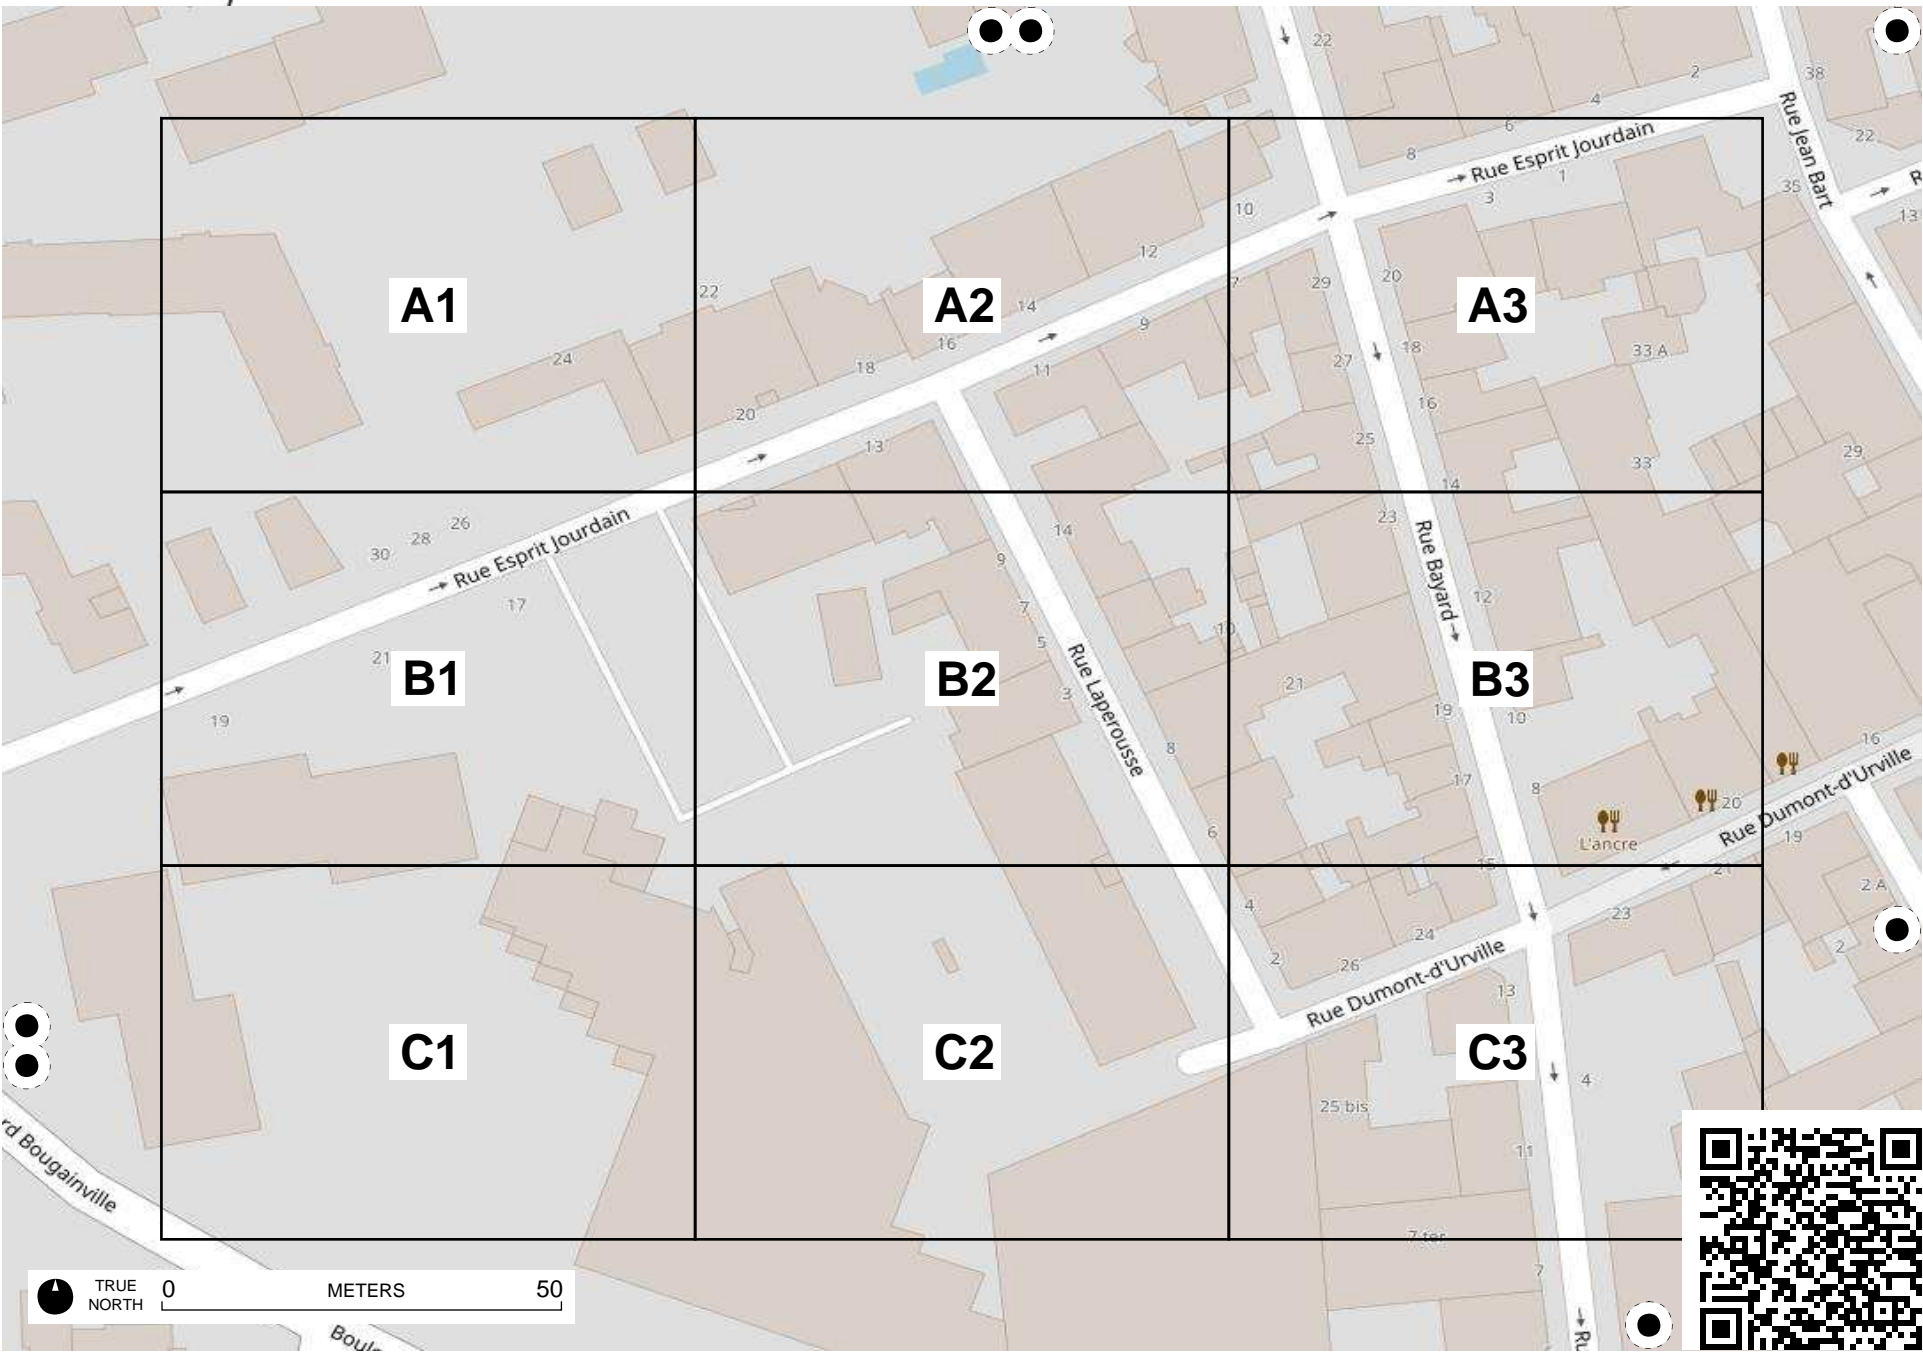 22
2
38
4
6
Rue Esprit Jourdain
8
1
3
Rue Jean Bart
22
35
13
10
12
7
29
20
22
14
A1
A2
A3
9
16
27
18
33 A
24
18
11
16
20
13
25
33
29
14
26
28
30
Rue Esprit Jourdain
23
14
Rue Bayard
9
17
7
12
5
10
21
B1
B2
B3
Rue Laperousse
3
21
19
19
10
8
16
17
8
20
Rue Dumont-d'Urville
6
L'ancre
19
15
21
2 A
4
23
24
2
2
26
Rue Dumont-d'Urville
13
C1
C2
C3
4
25 bis
rd Bougainville
11
7 ter
7
TRUE
NORTH
0
METERS
50
Boule
Ru